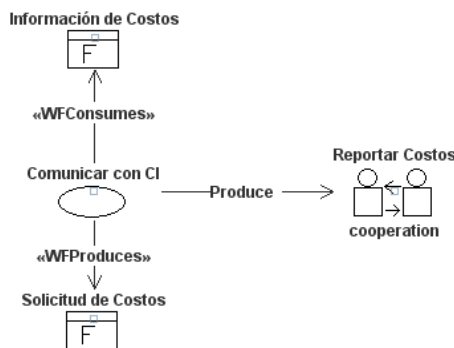 Información de Costos
F
«WFConsumes»
Comunicar con CI
Produce
Reportar Costos
cooperation
«WFProduces»
Solicitud de Costos
F